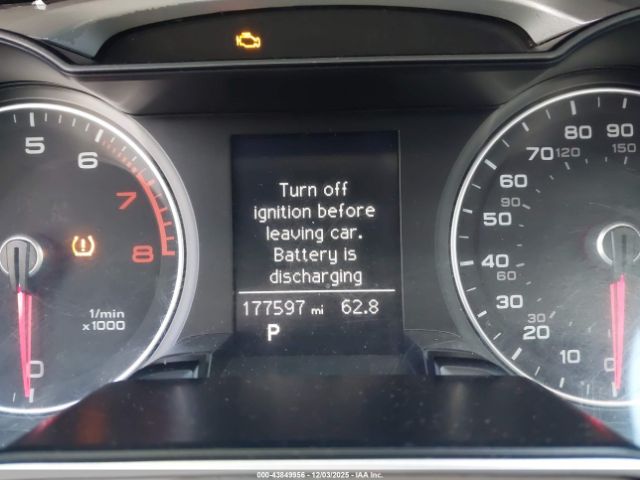 5
6
7
8
1/min
x1000
0
Turn off
ignition before
leaving car.
Battery is
discharging
177597 mi 62.8
P
90
150
80
120
70
60
90
50
40
60
30
30
20
10
0
000-43849956 | 12/03/2025 | IAA Inc.